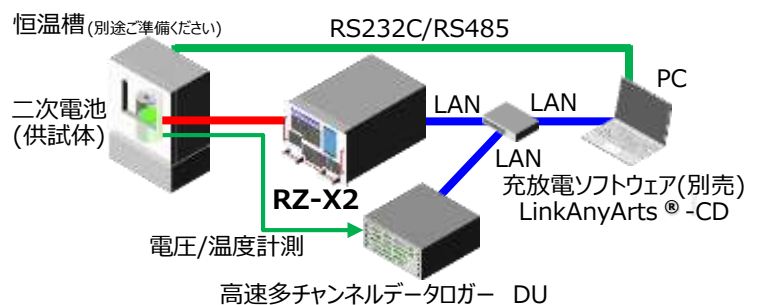 恒温槽(別途ご準備ください)
RS232C/RS485
PC
二次電池
(供試体)
LAN
LAN
LAN
RZ-X2
充放電ソフトウェア(別売)
LinkAnyArts®-CD
電圧/温度計測
高速多チャンネルデータロガー DU